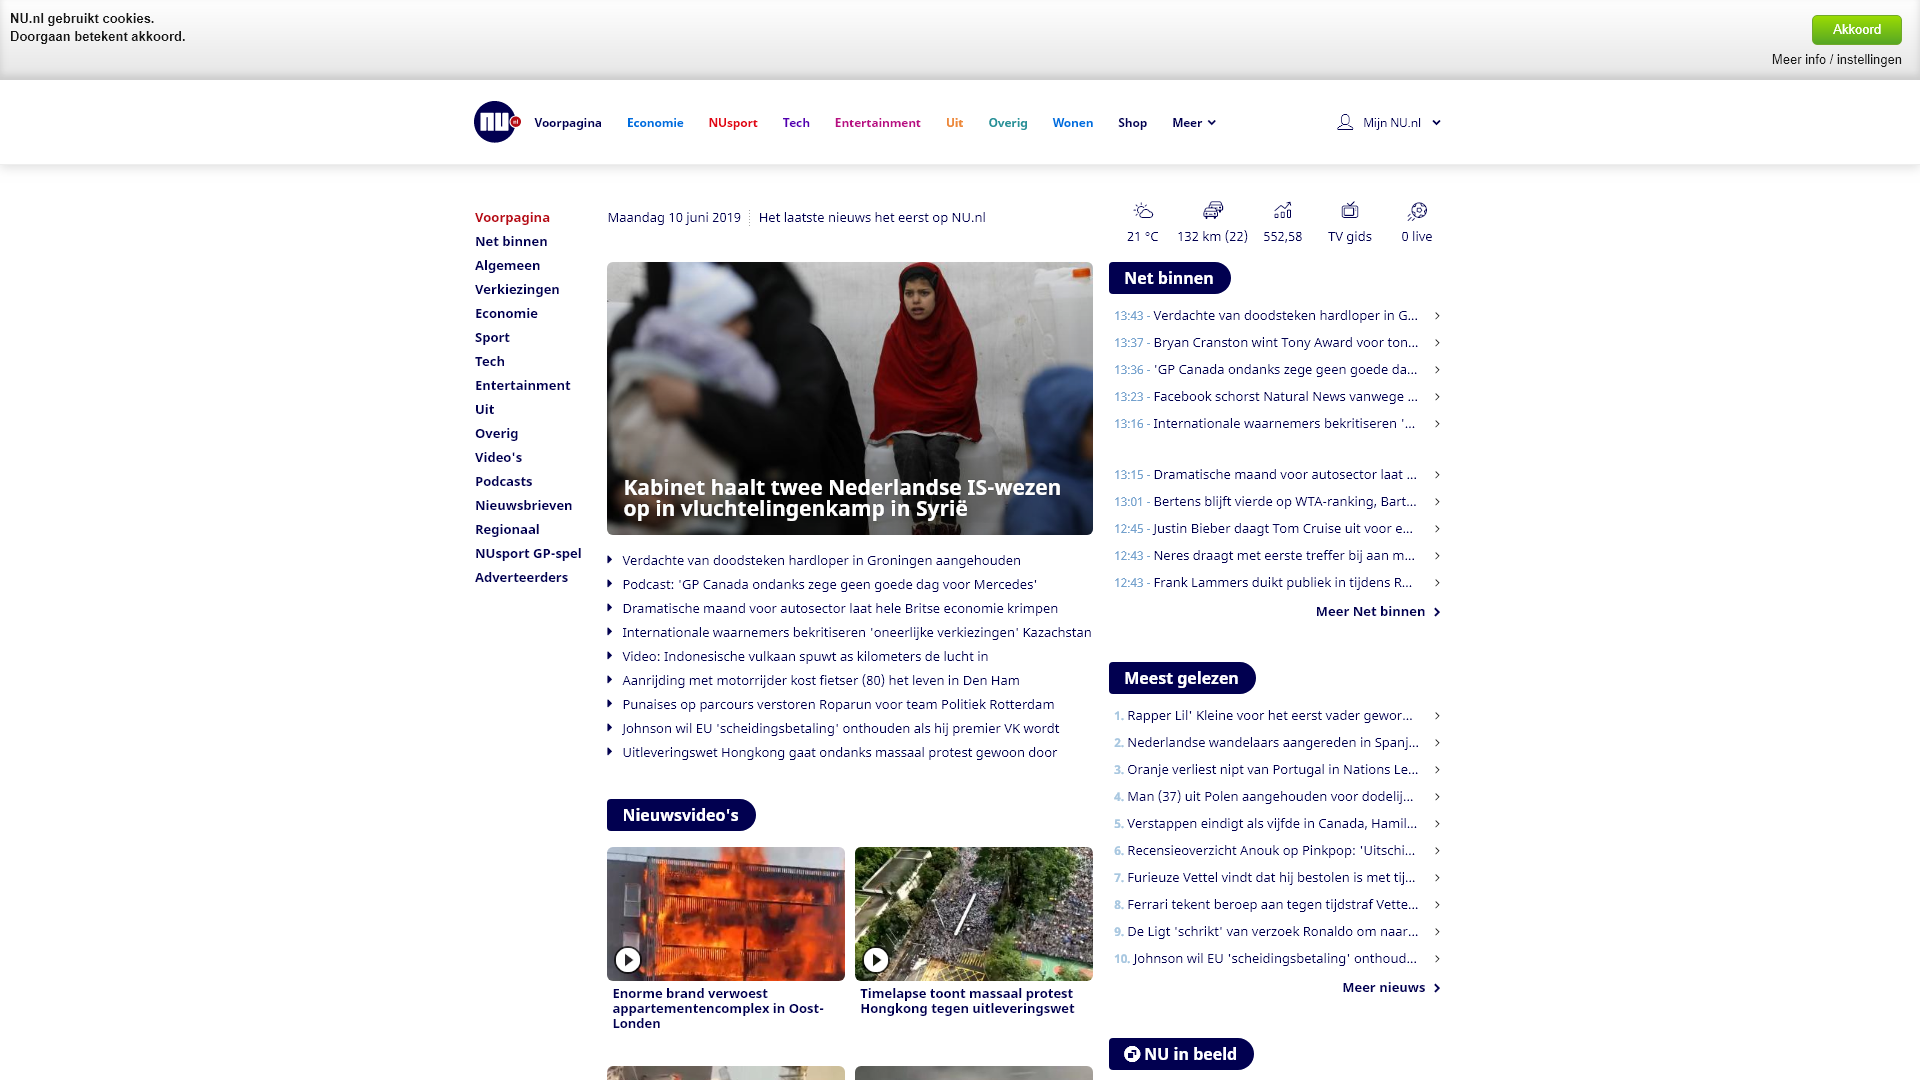 NU.nl gebruikt cookies.
Doorgaan betekent akkoord.
Akkoord
Meer info / instellingen
NU.nl
Voorpagina
Economie
NUsport
Tech
Entertainment
Uit
Overig
Wonen
Shop
Meer
Mijn NU.nl
Voorpagina
Net binnen
Algemeen
Verkiezingen
Economie
Sport
Tech
Entertainment
Uit
Overig
Video's
Podcasts
Nieuwsbrieven
Regionaal
NUsport GP-spel
Adverteerders
Maandag 10 juni 2019
Het laatste nieuws het eerst op NU.nl
Kabinet haalt twee Nederlandse IS-wezen
op in vluchtelingenkamp in Syrië
Verdachte van doodsteken hardloper in Groningen aangehouden
Podcast: 'GP Canada ondanks zege geen goede dag voor Mercedes'
Dramatische maand voor autosector laat hele Britse economie krimpen
Internationale waarnemers bekritiseren 'oneerlijke verkiezingen' Kazachstan
Video: Indonesische vulkaan spuwt as kilometers de lucht in
Aanrijding met motorrijder kost fietser (80) het leven in Den Ham
Punaises op parcours verstoren Roparun voor team Politiek Rotterdam
Johnson wil EU 'scheidingsbetaling' onthouden als hij premier VK wordt
Uitleveringswet Hongkong gaat ondanks massaal protest gewoon door
Nieuwsvideo's
Enorme brand verwoest
appartementencomplex in Oost-
Londen
Timelapse toont massaal protest
Hongkong tegen uitleveringswet
21 °C
132 km (22)
552,58
TV gids
0 live
Net binnen
13:43 - Verdachte van doodsteken hardloper in G...
13:37 - Bryan Cranston wint Tony Award voor ton...
13:36 - 'GP Canada ondanks zege geen goede da...
13:23 - Facebook schorst Natural News vanwege ...
13:16 - Internationale waarnemers bekritiseren '...
13:15 - Dramatische maand voor autosector laat ...
13:01 - Bertens blijft vierde op WTA-ranking, Bart...
12:45 - Justin Bieber daagt Tom Cruise uit voor e...
12:43 - Neres draagt met eerste treffer bij aan m...
12:43 - Frank Lammers duikt publiek in tijdens R...
Meer Net binnen
Meest gelezen
1. Rapper Lil' Kleine voor het eerst vader gewor...
2. Nederlandse wandelaars aangereden in Spanj...
3. Oranje verliest nipt van Portugal in Nations Le...
4. Man (37) uit Polen aangehouden voor dodelij...
5. Verstappen eindigt als vijfde in Canada, Hamil...
6. Recensieoverzicht Anouk op Pinkpop: 'Uitschi...
7. Furieuze Vettel vindt dat hij bestolen is met tij...
8. Ferrari tekent beroep aan tegen tijdstraf Vette...
9. De Ligt 'schrikt' van verzoek Ronaldo om naar...
10. Johnson wil EU 'scheidingsbetaling' onthoud...
Meer nieuws
NU in beeld